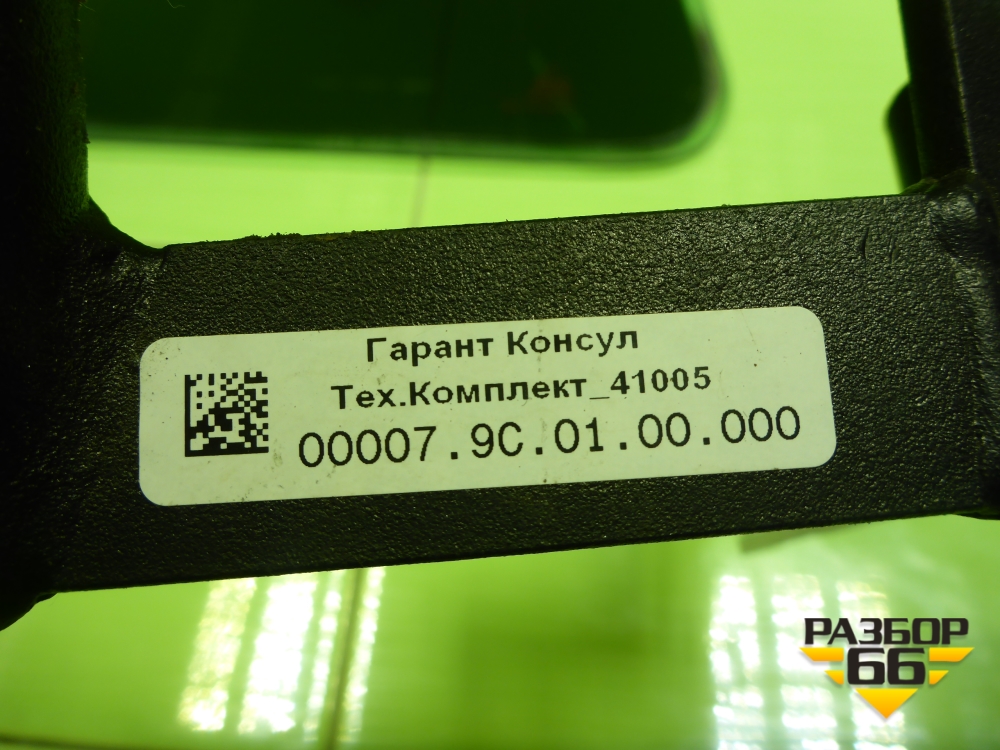 Гарант Консул
Тех.Комплект_41005
00007.9C.01.00.000
РАЗБОР
66